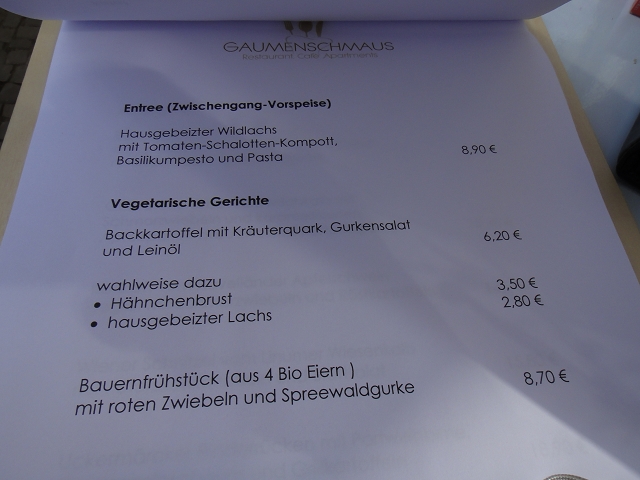 GAUMENSCHMAUS
Restaurant Café Apartments
Entree (Zwischengang-Vorspeise)
Hausgebeizter Wildlachs
mit Tomaten-Schalotten-Kompott,
Basilikumpesto und Pasta 8,90 €
Vegetarische Gerichte
Backkartoffel mit Kräuterquark, Gurkensalat
und Leinöl 6,20 €
wahlweise dazu
• Hähnchenbrust 3,50 €
• hausgebeizter Lachs 2,80 €
Bauernfrühstück (aus 4 Bio Eiern )
mit roten Zwiebeln und Spreewaldgurke 8,70 €